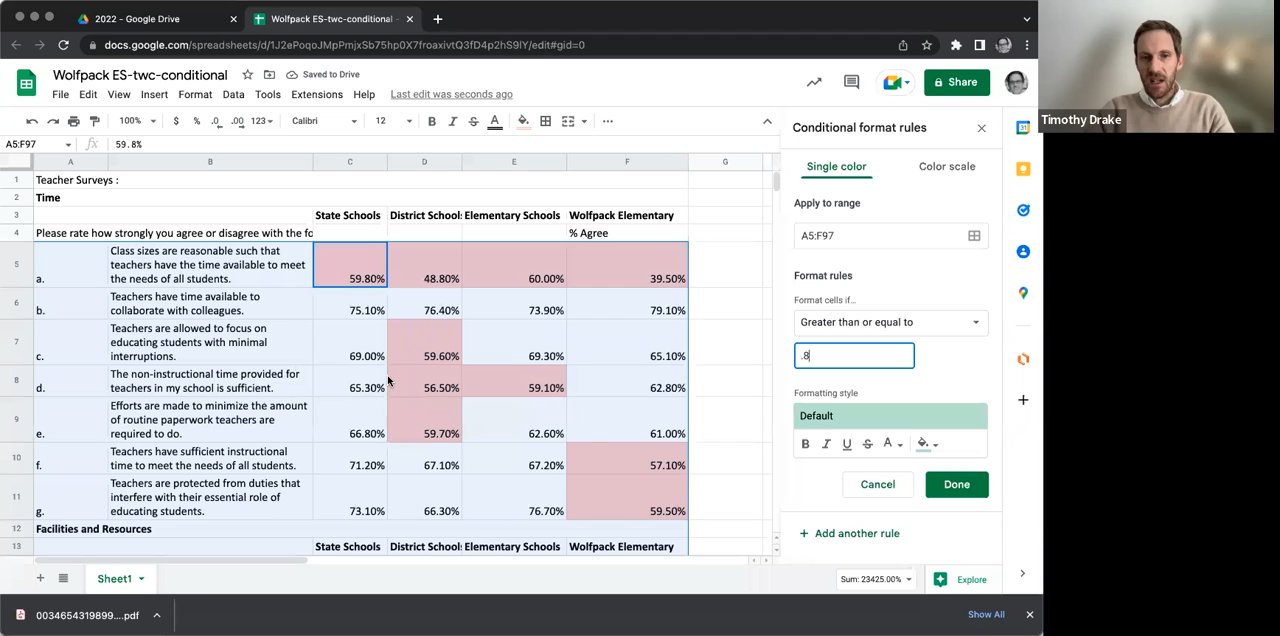 2022 - Google Drive
Wolfpack ES-twc-conditional -
docs.google.com/spreadsheets/d/1J2ePoqoJMpPmjxSb75hp0X7froaxivtQ3fD4p2hS9lY/edit#gid=0
Wolfpack ES-twc-conditional
Saved to Drive
File Edit View Insert Format Data Tools Extensions Help Last edit was seconds ago
Share
100% $ % .0 .00 123 Calibri 12 B I S A
A5:F97 fx 59.8%
A B C D E F G
1 Teacher Surveys :
2 Time
3 State Schools District School: Elementary Schools Wolfpack Elementary
4 Please rate how strongly you agree or disagree with the fo % Agree
5 a. Class sizes are reasonable such that
teachers have the time available to meet
the needs of all students. 59.80% 48.80% 60.00% 39.50%
6 b. Teachers have time available to
collaborate with colleagues. 75.10% 76.40% 73.90% 79.10%
7 c. Teachers are allowed to focus on
educating students with minimal
interruptions. 69.00% 59.60% 69.30% 65.10%
8 d. The non-instructional time provided for
teachers in my school is sufficient. 65.30% 56.50% 59.10% 62.80%
9 e. Efforts are made to minimize the amount
of routine paperwork teachers are
required to do. 66.80% 59.70% 62.60% 61.00%
10 f. Teachers have sufficient instructional
time to meet the needs of all students. 71.20% 67.10% 67.20% 57.10%
11 g. Teachers are protected from duties that
interfere with their essential role of
educating students. 73.10% 66.30% 76.70% 59.50%
12 Facilities and Resources
13 State Schools District School: Elementary Schools Wolfpack Elementary
Sheet1
Sum: 23425.00%
Explore
Conditional format rules
Single color Color scale
Apply to range
A5:F97
Format rules
Format cells if…
Greater than or equal to
.8
Formatting style
Default
B I U S A
Cancel Done
+ Add another rule
31
Timothy Drake
0034654319899....pdf
Show All